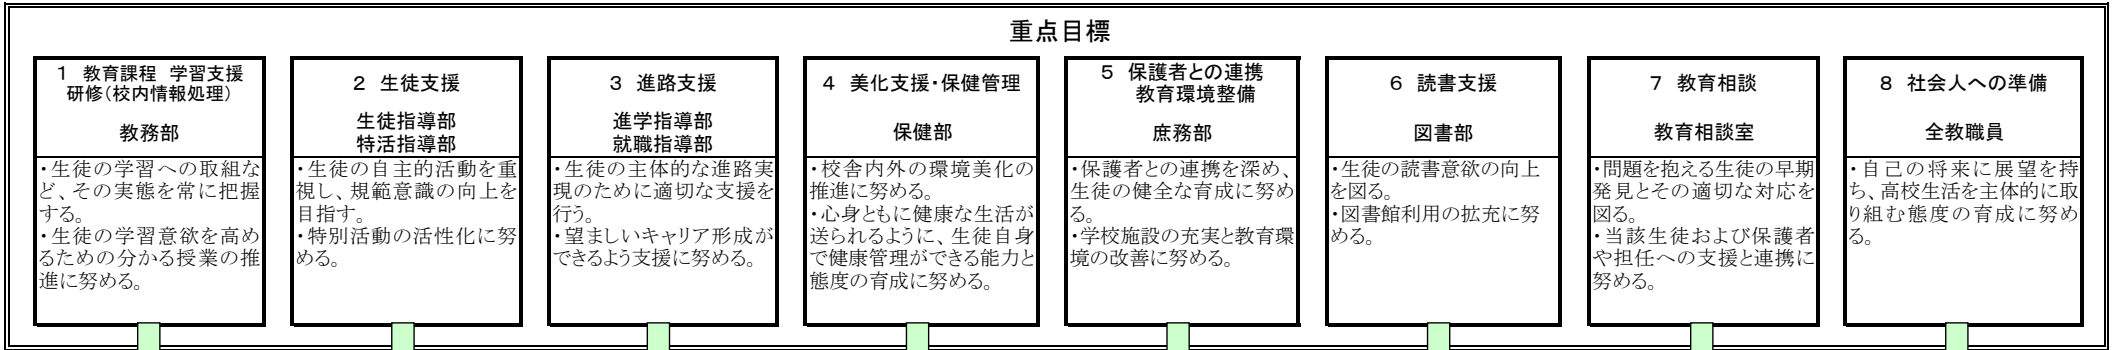 重点目標
１ 教育課程 学習支援
研修（校内情報処理）
教務部
・生徒の学習への取組な
ど、その実態を常に把握
する。
・生徒の学習意欲を高め
るための分かる授業の推
進に努める。
２ 生徒支援
生徒指導部
特活指導部
・生徒の自主的活動を重
視し、規範意識の向上を
目指す。
・特別活動の活性化に努
める。
３ 進路支援
進学指導部
就職指導部
・生徒の主体的な進路実
現のために適切な支援を
行う。
・望ましいキャリア形成が
できるよう支援に努める。
４ 美化支援・保健管理
保健部
・校舎内外の環境美化の
推進に努める。
・心身ともに健康な生活が
送られるように、生徒自身
で健康管理ができる能力と
態度の育成に努める。
５ 保護者との連携
教育環境整備
庶務部
・保護者との連携を深め、
生徒の健全な育成に努め
る。
・学校施設の充実と教育環
境の改善に努める。
６ 読書支援
図書部
・生徒の読書意欲の向上
を図る。
・図書館利用の拡充に努
める。
７ 教育相談
教育相談室
・問題を抱える生徒の早期
発見とその適切な対応を
図る。
・当該生徒および保護者
や担任への支援と連携に
努める。
８ 社会人への準備
全教職員
・自己の将来に展望を持
ち、高校生活を主体的に取
り組む態度の育成に努め
る。